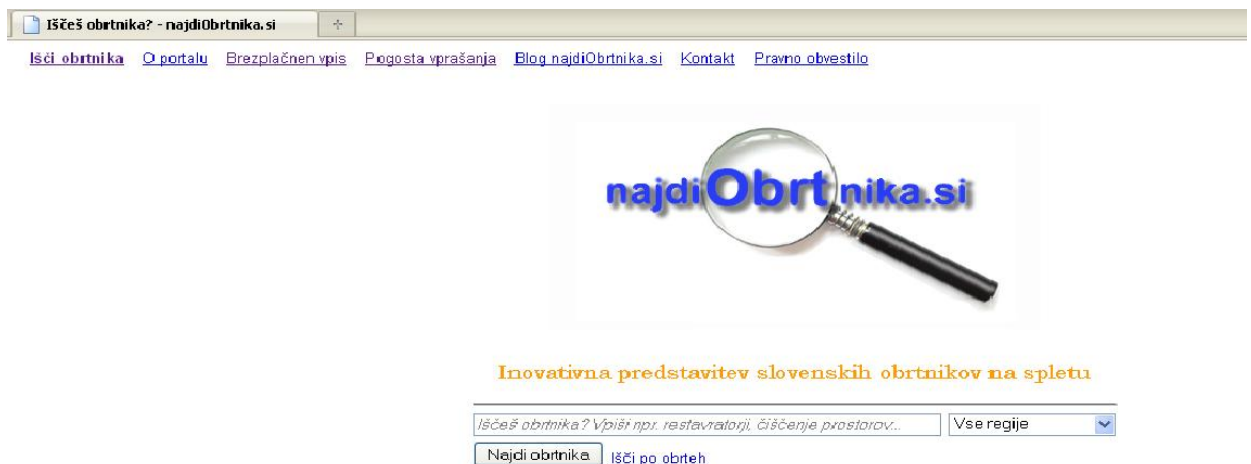 Iščeš obrtnika? - najdiObrtnika.si
Išči obrtnika O portalu Brezplačnen vpis Pogosta vprašanja Blog najdiObrtnika.si Kontakt Pravno obvestilo
najdiObrtnika.si
Inovativna predstavitev slovenskih obrtnikov na spletu
Iščeš obrtnika? Vpiši npr. restavratorji, čiščenje prostorov... Vse regije
Najdi obrtnika Išči po obrteh